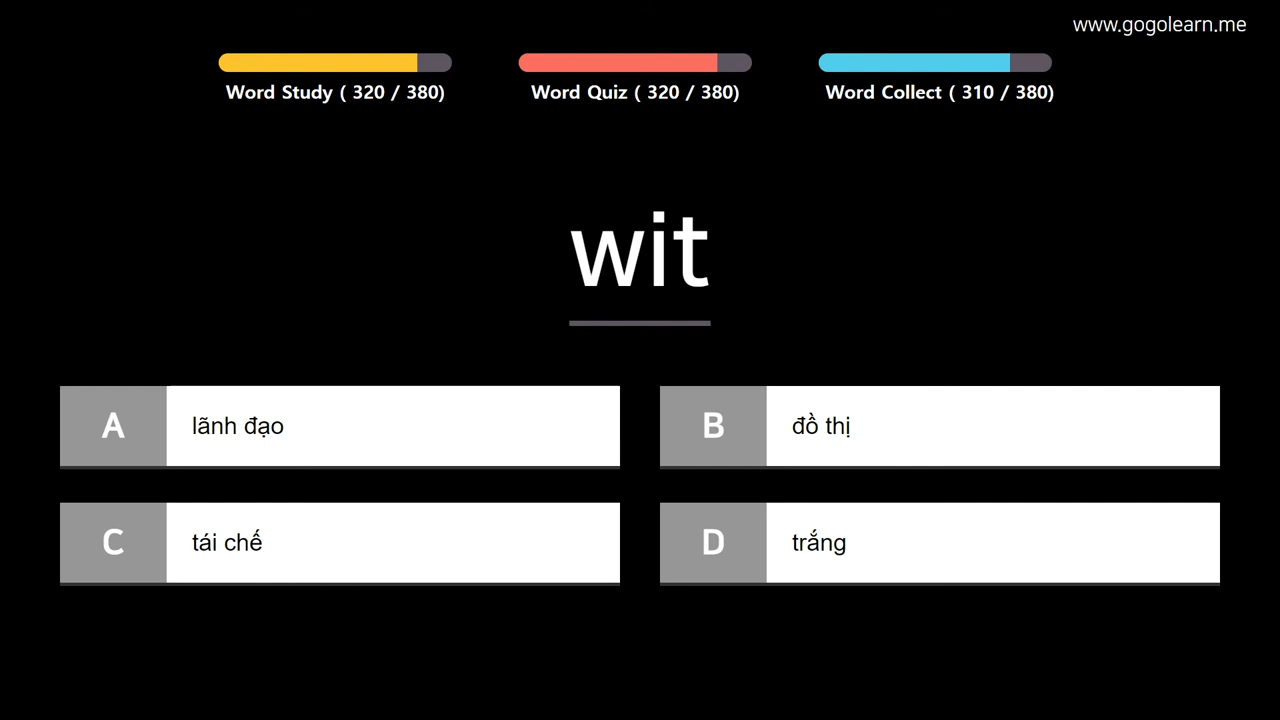 www.gogolearn.me
Word Study ( 320 / 380)
Word Quiz ( 320 / 380)
Word Collect ( 310 / 380)
wit
A lãnh đạo
B đồ thị
C tái chế
D trắng